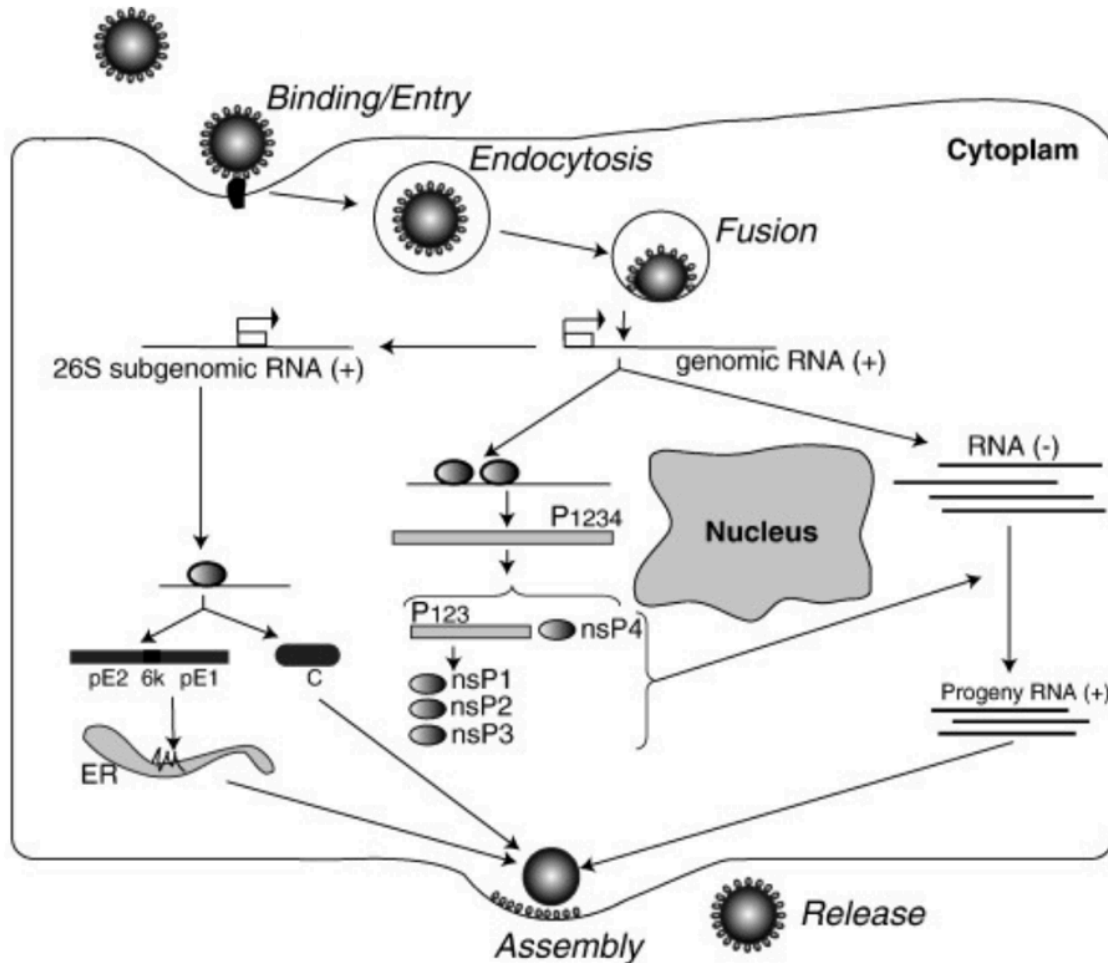 Binding/Entry
Endocytosis
Cytoplam
Fusion
26S subgenomic RNA (+)
genomic RNA (+)
RNA (-)
P1234
Nucleus
P123
nsP4
pE2 6k pE1
C
nsP1
nsP2
nsP3
Progeny RNA (+)
ER
Release
Assembly